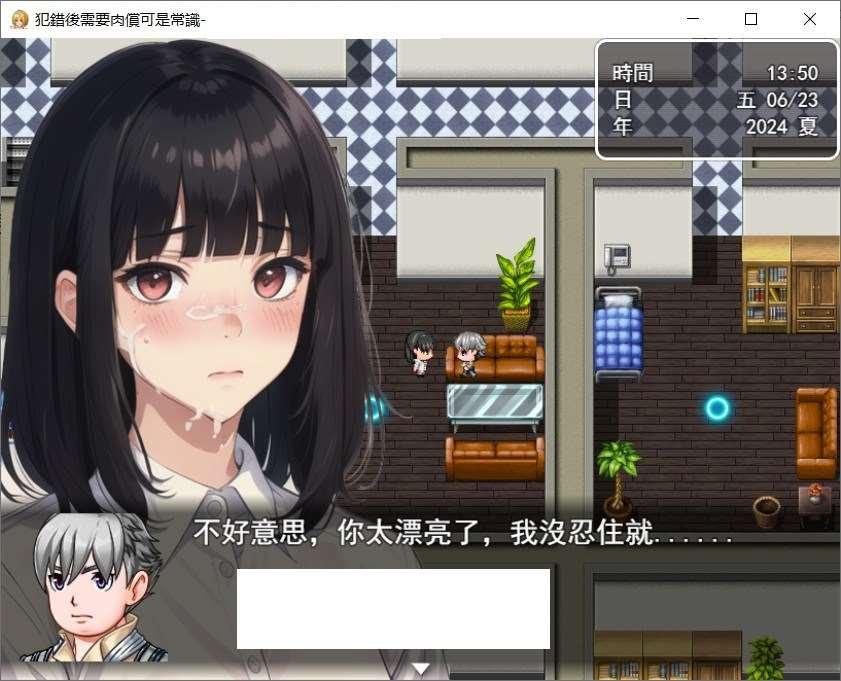 犯錯後需要肉償可是常識-
時間 13:50
日 五 06/23
年 2024 夏
不好意思，你太漂亮了，我沒忍住就......